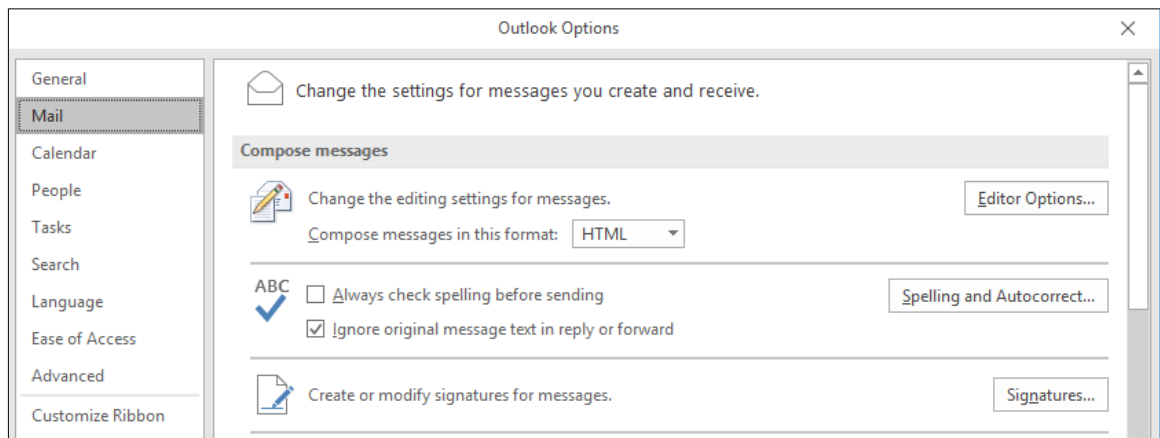 Outlook Options
General
Mail
Calendar
People
Tasks
Search
Language
Ease of Access
Advanced
Customize Ribbon
Change the settings for messages you create and receive.
Compose messages
Change the editing settings for messages.
Editor Options...
Compose messages in this format: HTML
ABC
Always check spelling before sending
Spelling and Autocorrect...
Ignore original message text in reply or forward
Create or modify signatures for messages.
Signatures...